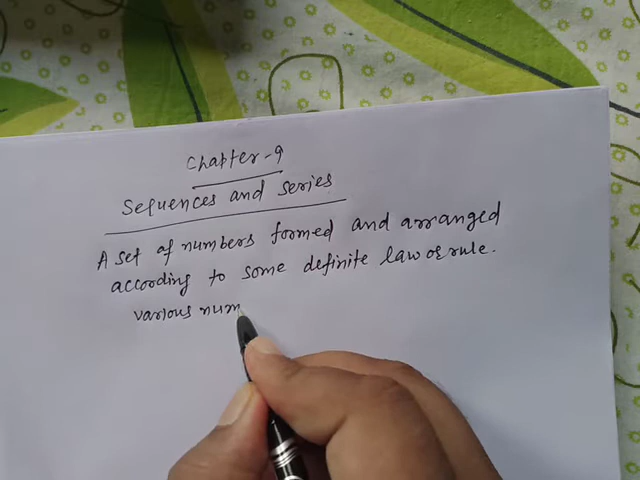 Chapter-9
Sequences and series
A set of numbers formed and arranged
according to some definite law or rule.
various num